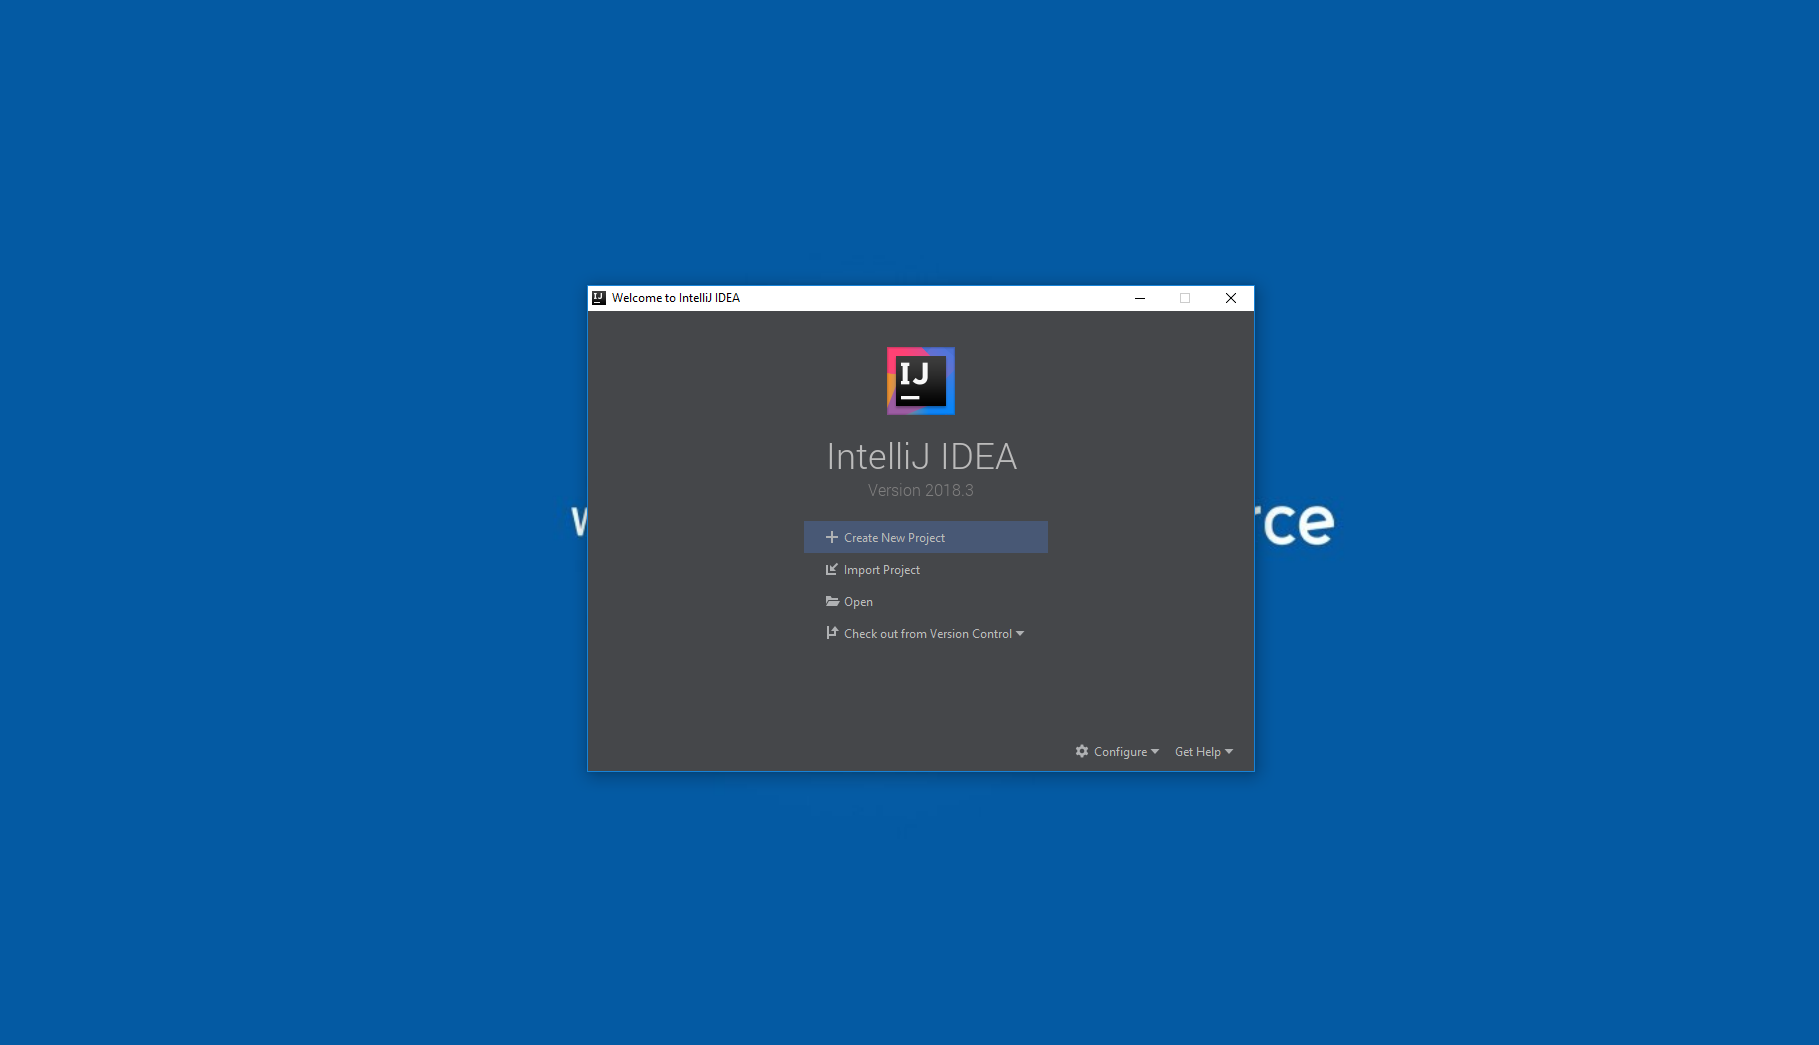 Welcome to IntelliJ IDEA
IJ
IntelliJ IDEA
Version 2018.3
Create New Project
Import Project
Open
Check out from Version Control
Configure
Get Help